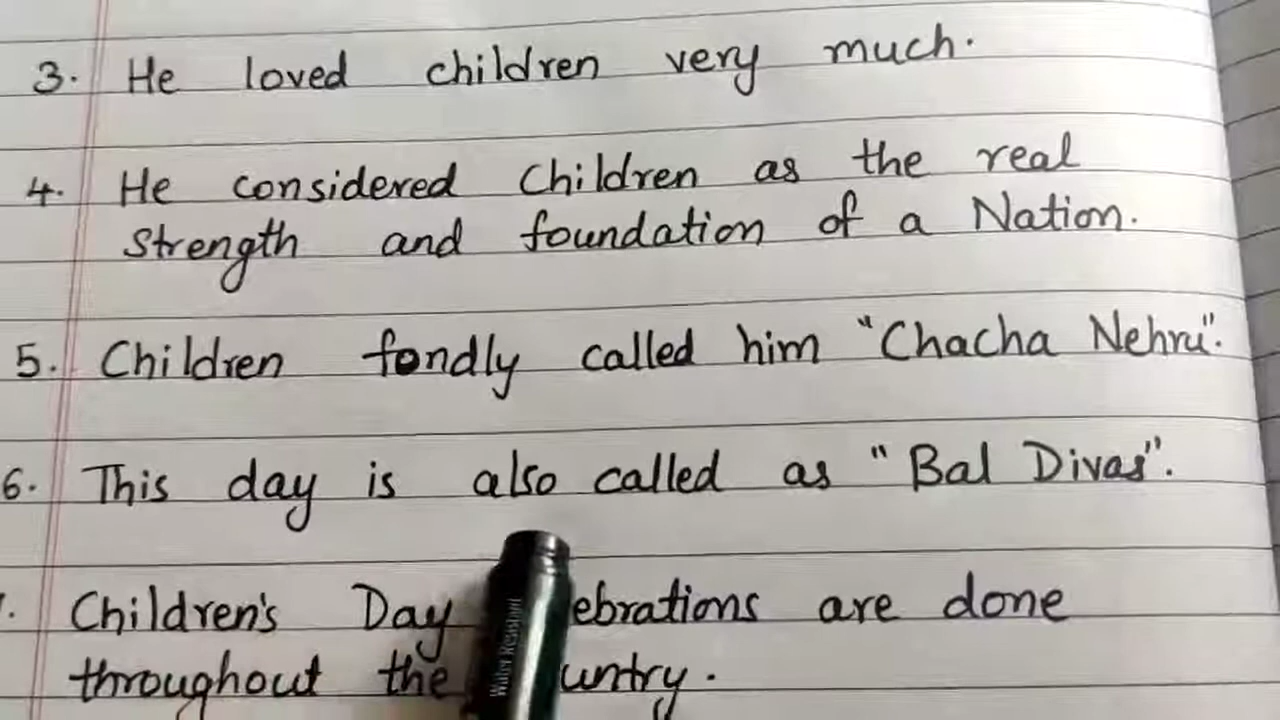 3. He loved children very much.
4. He considered Children as the real
Strength and foundation of a Nation.
5. Children fondly called him "Chacha Nehru".
6. This day is also called as "Bal Divas".
Children's Day ebrations are done
throughout the untry.
Water Resistant